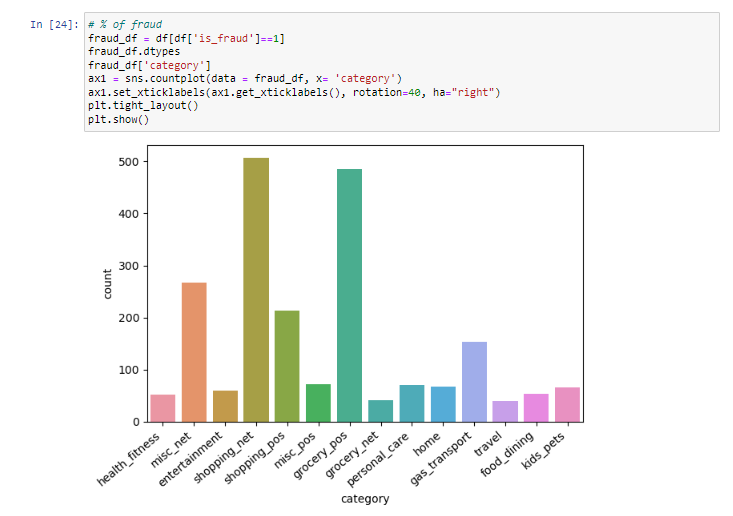 In [24]: # % of fraud
fraud_df = df[df['is_fraud']==1]
fraud_df.dtypes
fraud_df['category']
ax1 = sns.countplot(data = fraud_df, x= 'category')
ax1.set_xticklabels(ax1.get_xticklabels(), rotation=40, ha="right")
plt.tight_layout()
plt.show()
500
400
300
200
100
0
count
health_fitness
misc_net
entertainment
shopping_net
shopping_pos
misc_pos
grocery_pos
grocery_net
personal_care
home
gas_transport
travel
food_dining
kids_pets
category